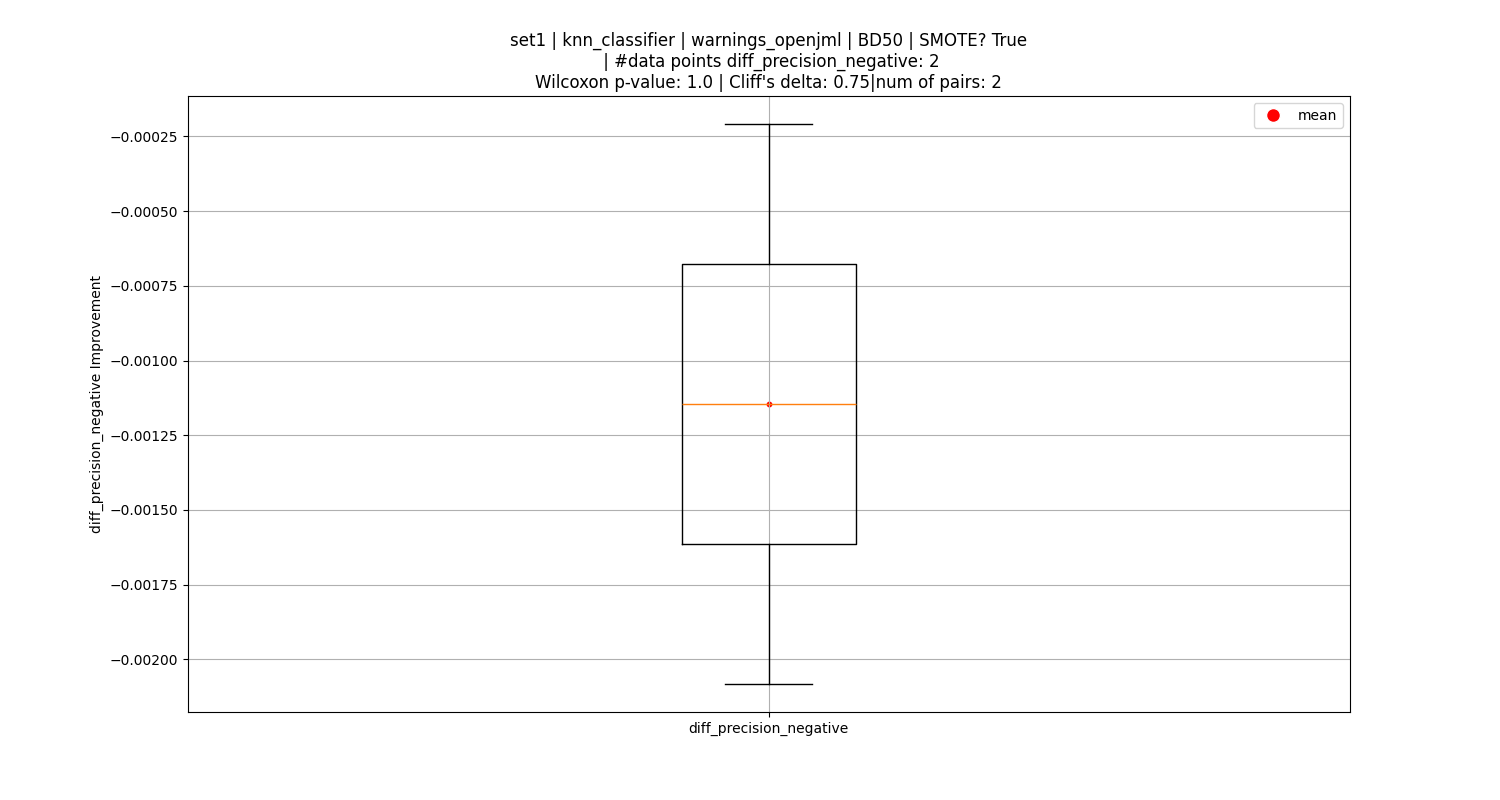 set1 | knn_classifier | warnings_openjml | BD50 | SMOTE? True
| #data points diff_precision_negative: 2
Wilcoxon p-value: 1.0 | Cliff's delta: 0.75|num of pairs: 2
mean
−0.00025
−0.00050
−0.00075
−0.00100
−0.00125
−0.00150
−0.00175
−0.00200
diff_precision_negative Improvement
diff_precision_negative